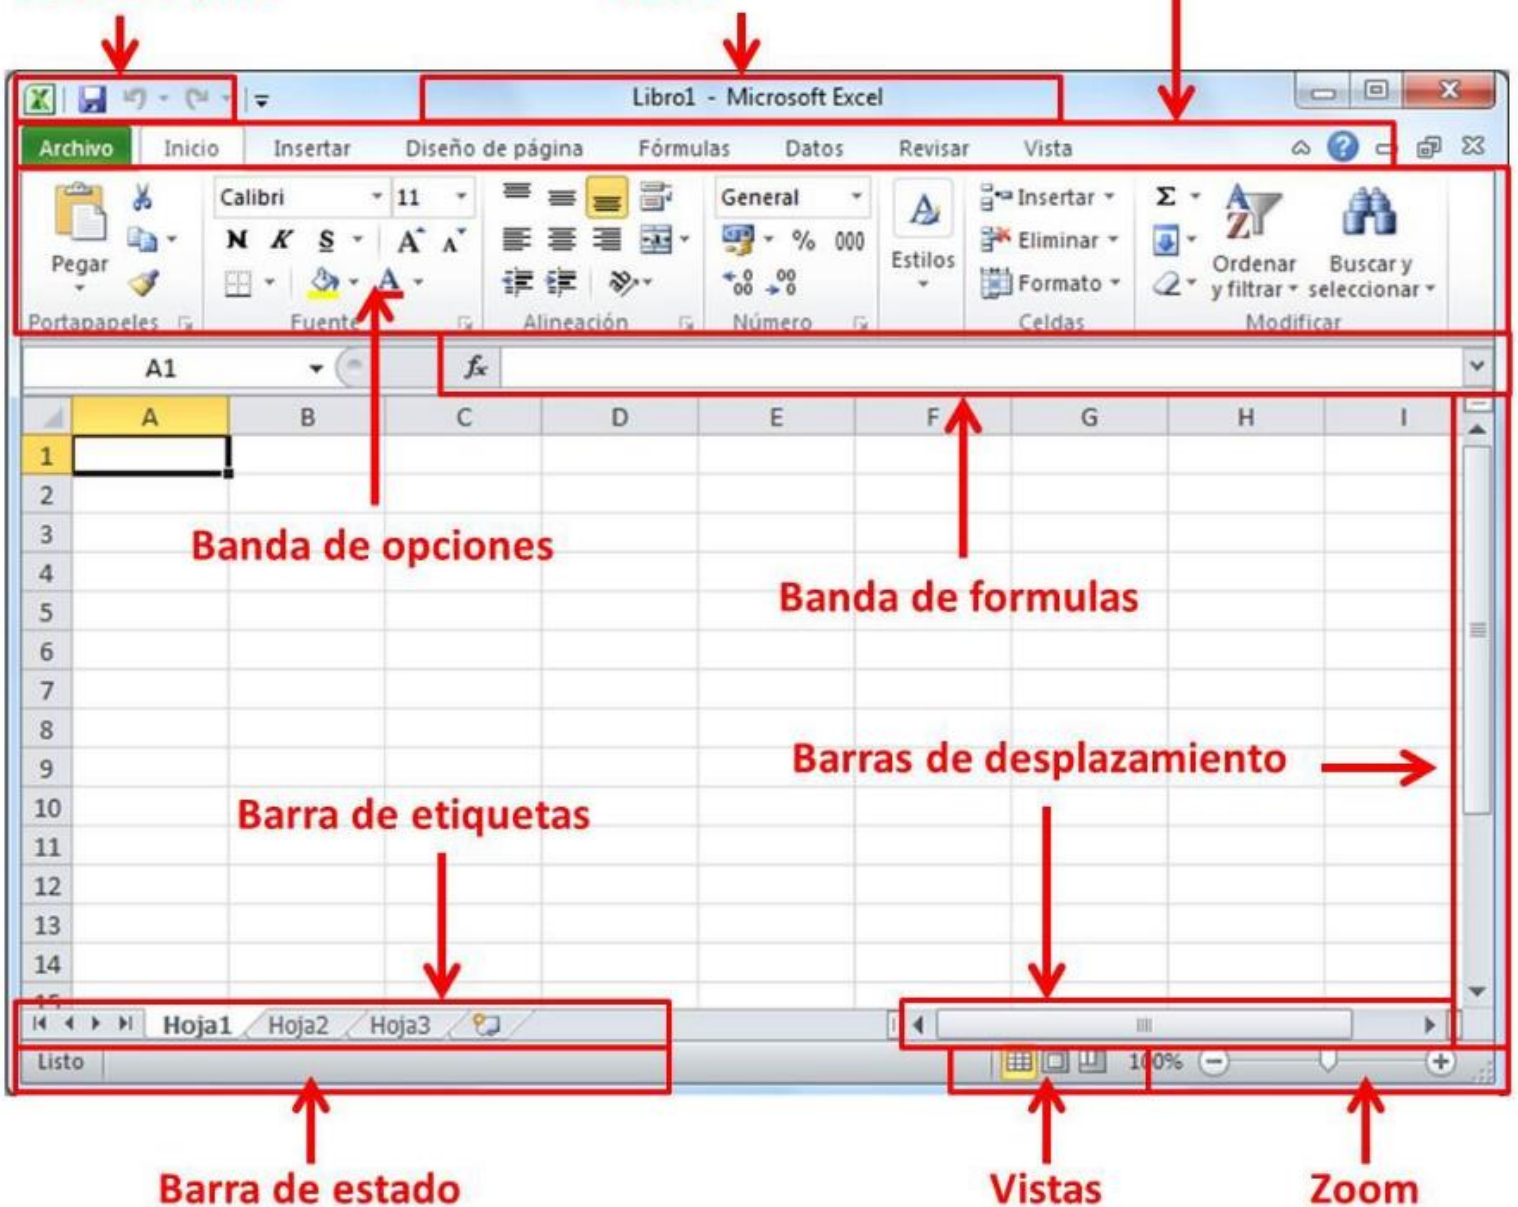 Libro1 - Microsoft Excel
Archivo Inicio Insertar Diseño de página Fórmulas Datos Revisar Vista
Calibri 11 General Insertar Σ
N K S A A % 000 Eliminar
Pegar Estilos Ordenar y filtrar Buscar y seleccionar
A Formato
Portapapeles Fuente Alineación Número Celdas Modificar
A1 fx
A B C D E F G H I
1
2
3
Banda de opciones
4
Banda de formulas
5
6
7
8
Barras de desplazamiento
9
10
Barra de etiquetas
11
12
13
14
15
Hoja1 Hoja2 Hoja3
Listo 100%
Barra de estado Vistas Zoom